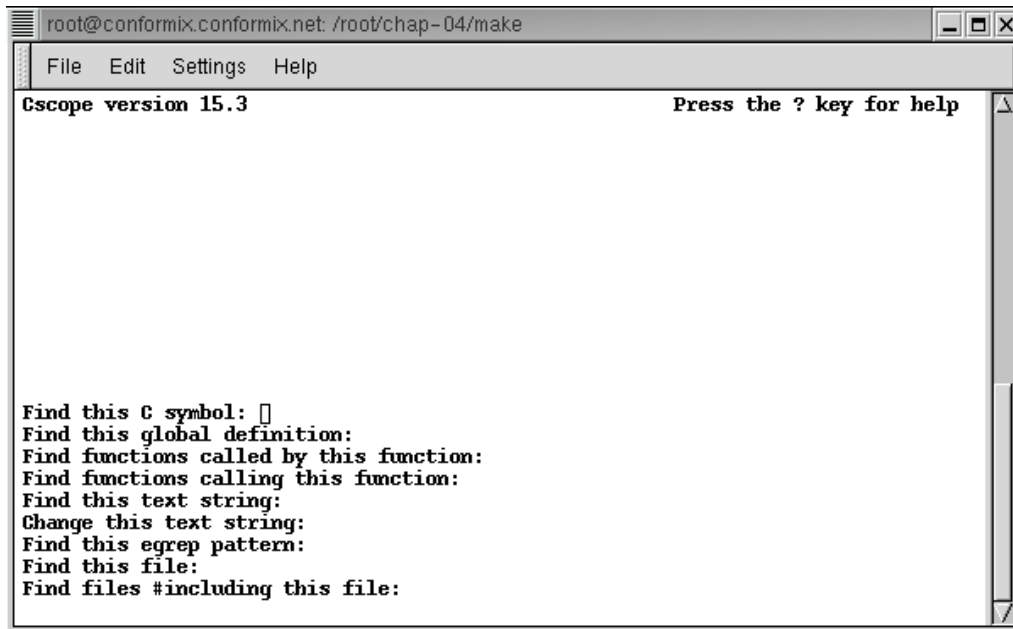 root@conformix.conformix.net: /root/chap-04/make
File Edit Settings Help
Cscope version 15.3 Press the ? key for help
Find this C symbol:
Find this global definition:
Find functions called by this function:
Find functions calling this function:
Find this text string:
Change this text string:
Find this egrep pattern:
Find this file:
Find files #including this file: